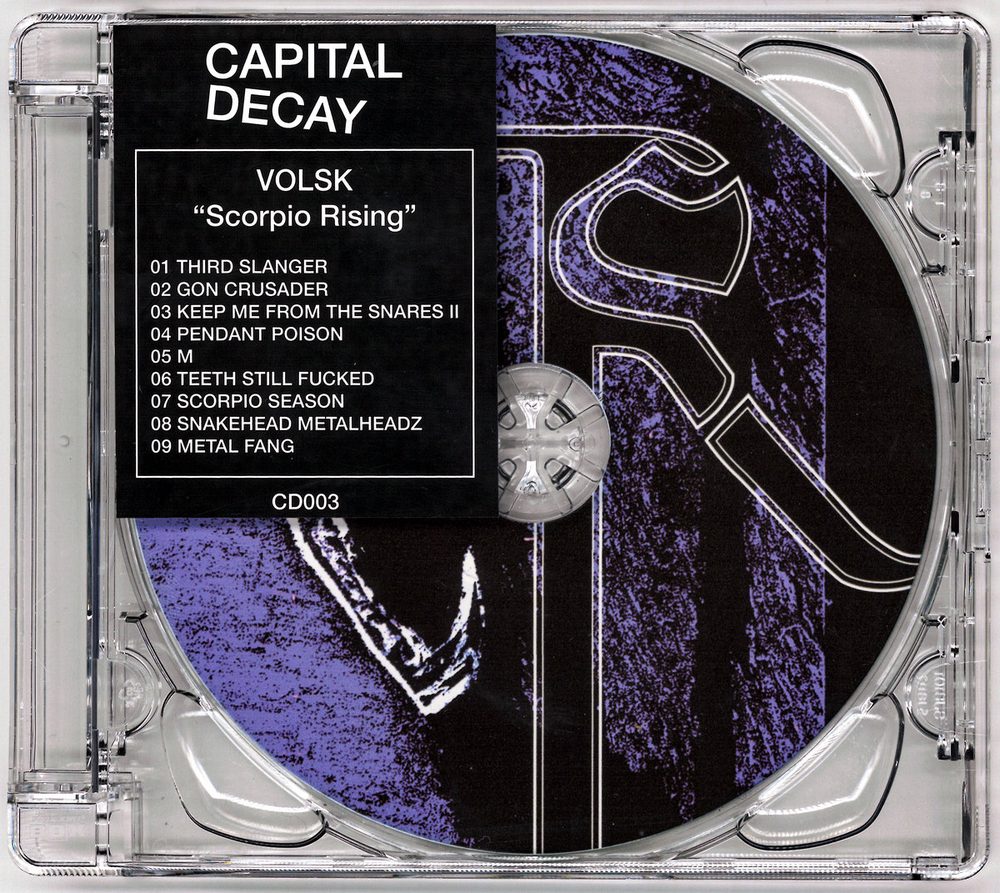 CAPITAL
DECAY
VOLSK
“Scorpio Rising”
01 THIRD SLANGER
02 GON CRUSADER
03 KEEP ME FROM THE SNARES II
04 PENDANT POISON
05 M
06 TEETH STILL FUCKED
07 SCORPIO SEASON
08 SNAKEHEAD METALHEADZ
09 METAL FANG
CD003